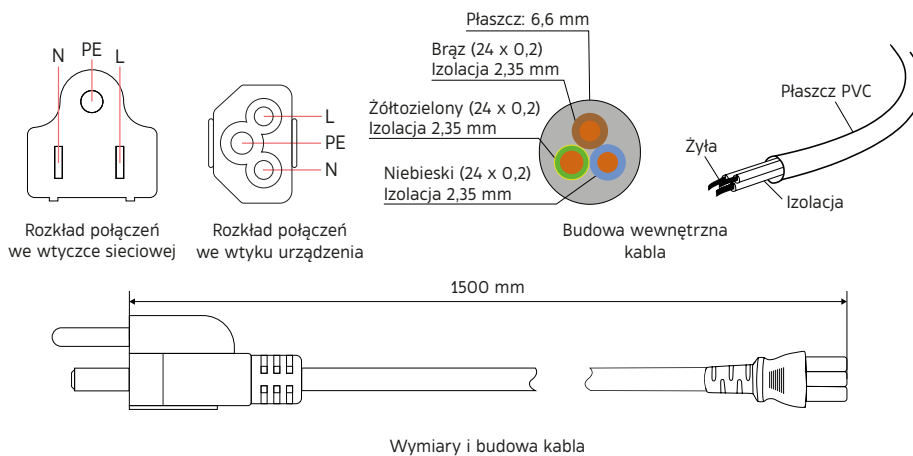 N
PE
L
Rozkład połączeń
we wtyczce sieciowej
L
PE
N
Rozkład połączeń
we wtyku urządzenia
Płaszcz: 6,6 mm
Brąz (24 x 0,2)
Izolacja 2,35 mm
Żółtozielony (24 x 0,2)
Izolacja 2,35 mm
Niebieski (24 x 0,2)
Izolacja 2,35 mm
Budowa wewnętrzna
kabla
Płaszcz PVC
Żyła
Izolacja
1500 mm
Wymiary i budowa kabla